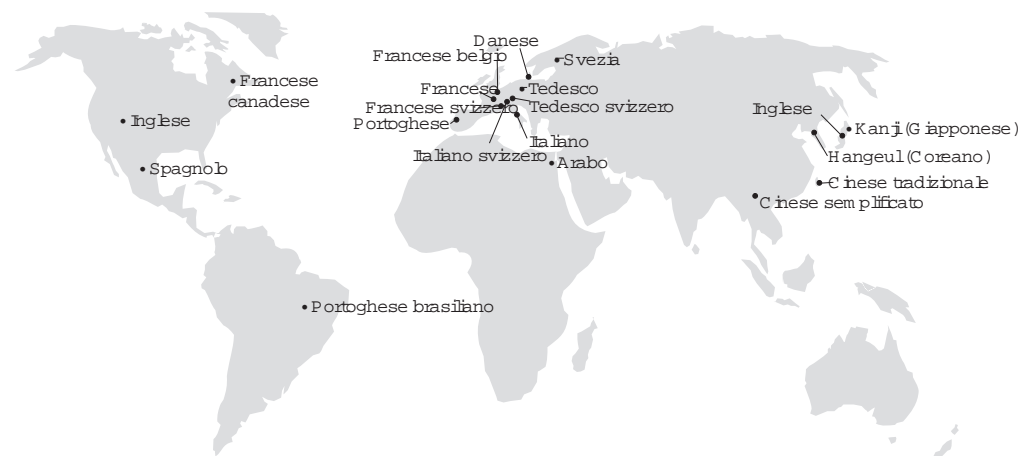 Danese
Francese belgio
Svezia
Francese
canadese
Francese
Tedesco
Francese svizzero
Tedesco svizzero
Inglese
Inglese
Portoghese
Kanji (Giapponese)
Italiano
Italiano svizzero
Hangeul (Coreano)
Arabo
Spagnolo
Cinese tradizionale
Cinese semplificato
Portoghese brasiliano